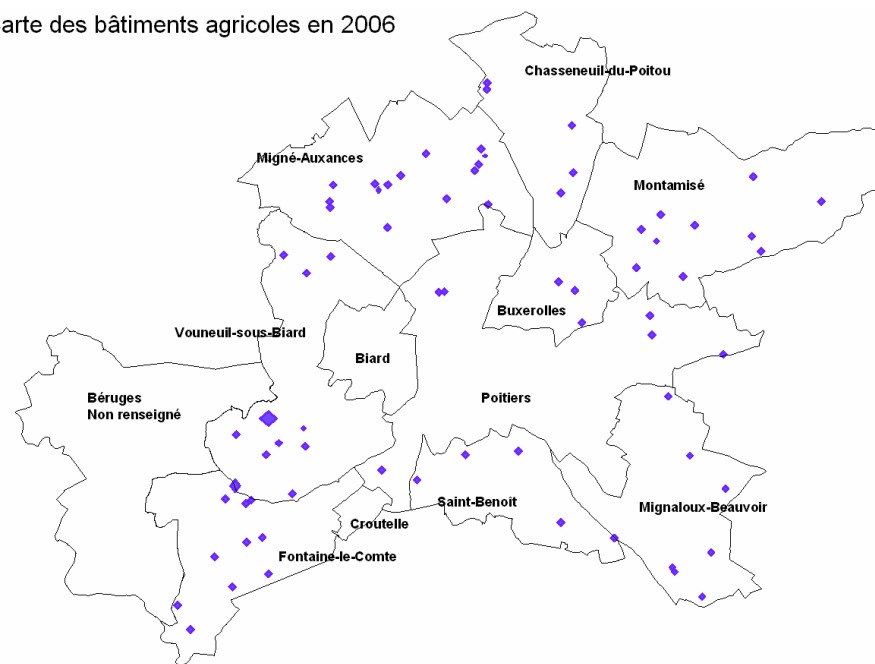 arte des bâtiments agricoles en 2006
Chasseneuil-du-Poitou
Migné-Auxances
Montamisé
Buxerolles
Vouneuil-sous-Biard
Biard
Béruges
Non renseigné
Poitiers
Saint-Benoit
Mignaloux-Beauvoir
Croutelle
Fontaine-le-Comte